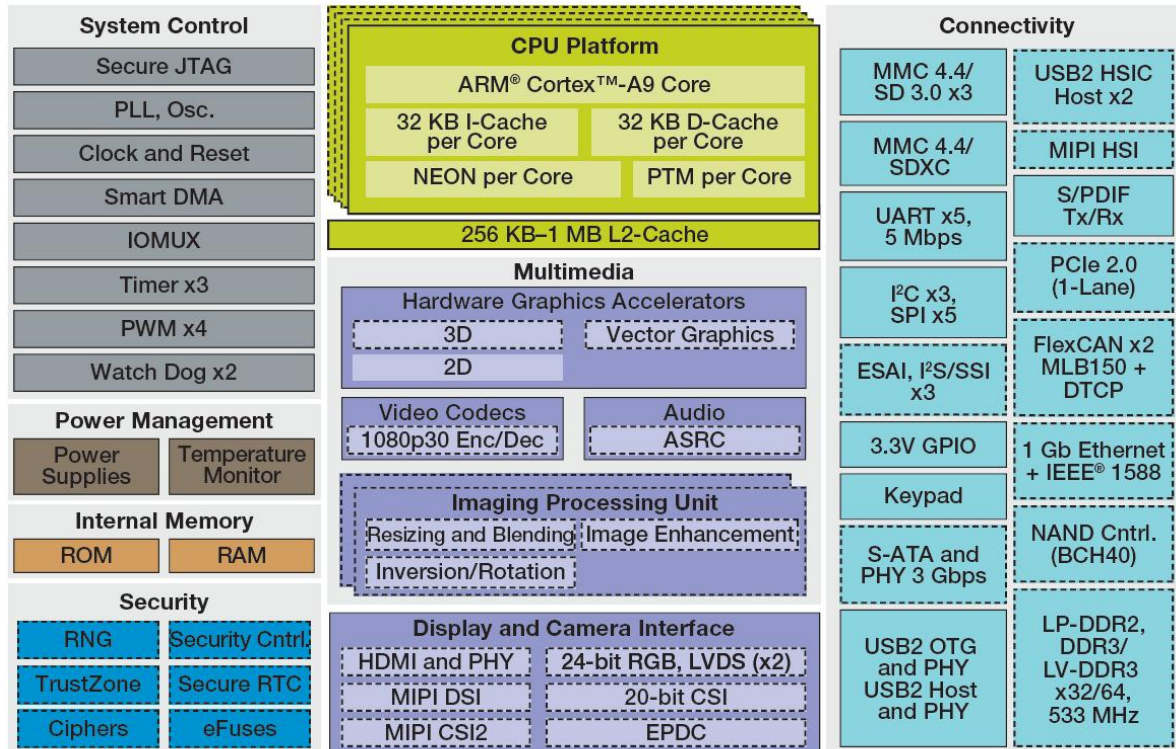 System Control
Secure JTAG
PLL, Osc.
Clock and Reset
Smart DMA
IOMUX
Timer x3
PWM x4
Watch Dog x2
Power Management
Power
Supplies
Temperature
Monitor
Internal Memory
ROM
RAM
Security
RNG
Security Cntrl.
TrustZone
Secure RTC
Ciphers
eFuses
CPU Platform
ARM® Cortex™-A9 Core
32 KB I-Cache
per Core
32 KB D-Cache
per Core
NEON per Core
PTM per Core
256 KB–1 MB L2-Cache
Multimedia
Hardware Graphics Accelerators
3D
Vector Graphics
2D
Video Codecs
1080p30 Enc/Dec
Audio
ASRC
Imaging Processing Unit
Resizing and Blending
Image Enhancement
Inversion/Rotation
Display and Camera Interface
HDMI and PHY
24-bit RGB, LVDS (x2)
MIPI DSI
20-bit CSI
MIPI CSI2
EPDC
Connectivity
MMC 4.4/
SD 3.0 x3
MMC 4.4/
SDXC
UART x5,
5 Mbps
I²C x3,
SPI x5
ESAI, I²S/SSI
x3
3.3V GPIO
Keypad
S-ATA and
PHY 3 Gbps
USB2 OTG
and PHY
USB2 Host
and PHY
USB2 HSIC
Host x2
MIPI HSI
S/PDIF
Tx/Rx
PCIe 2.0
(1-Lane)
FlexCAN x2
MLB150 +
DTCP
1 Gb Ethernet
+ IEEE® 1588
NAND Cntrl.
(BCH40)
LP-DDR2,
DDR3/
LV-DDR3
x32/64,
533 MHz